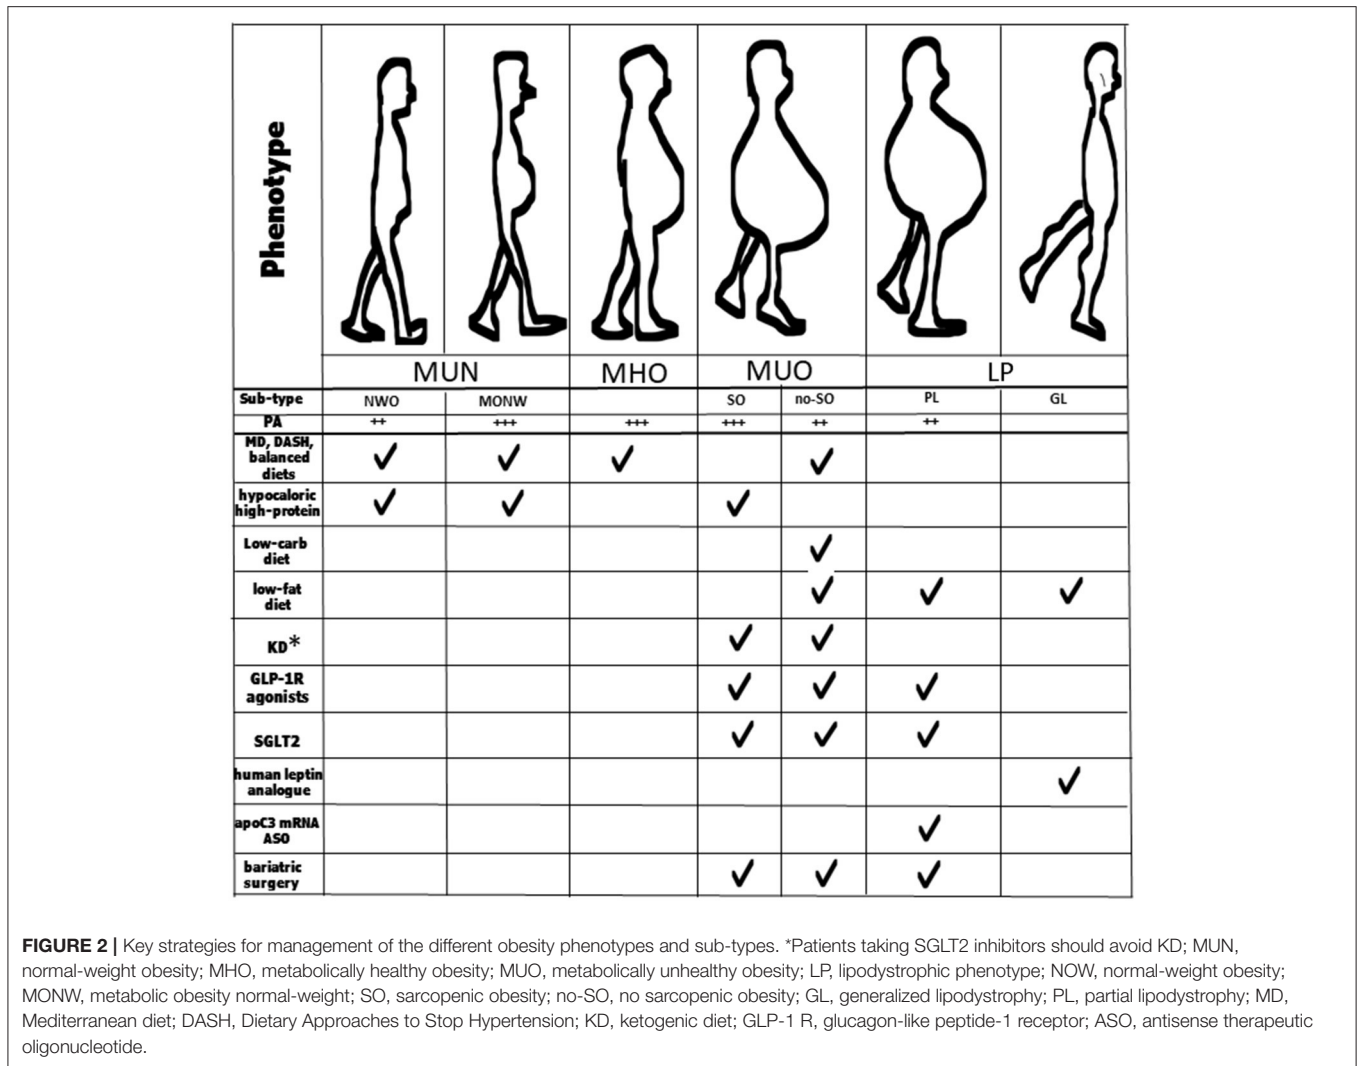 Phenotype
MUN MHO MUO LP
Sub-type NWO MONW SO no-SO PL GL
PA ++ +++ +++ +++ ++ ++
MD, DASH,
balanced
diets ✓ ✓ ✓ ✓
hypocaloric
high-protein ✓ ✓ ✓
Low-carb
diet ✓
low-fat
diet ✓ ✓ ✓
KD* ✓ ✓
GLP-1R
agonists ✓ ✓ ✓
SGLT2 ✓ ✓ ✓
human leptin
analogue ✓
apoC3 mRNA
ASO ✓
bariatric
surgery ✓ ✓ ✓
FIGURE 2 | Key strategies for management of the different obesity phenotypes and sub-types. *Patients taking SGLT2 inhibitors should avoid KD; MUN,
normal-weight obesity; MHO, metabolically healthy obesity; MUO, metabolically unhealthy obesity; LP, lipodystrophic phenotype; NOW, normal-weight obesity;
MONW, metabolic obesity normal-weight; SO, sarcopenic obesity; no-SO, no sarcopenic obesity; GL, generalized lipodystrophy; PL, partial lipodystrophy; MD,
Mediterranean diet; DASH, Dietary Approaches to Stop Hypertension; KD, ketogenic diet; GLP-1 R, glucagon-like peptide-1 receptor; ASO, antisense therapeutic
oligonucleotide.